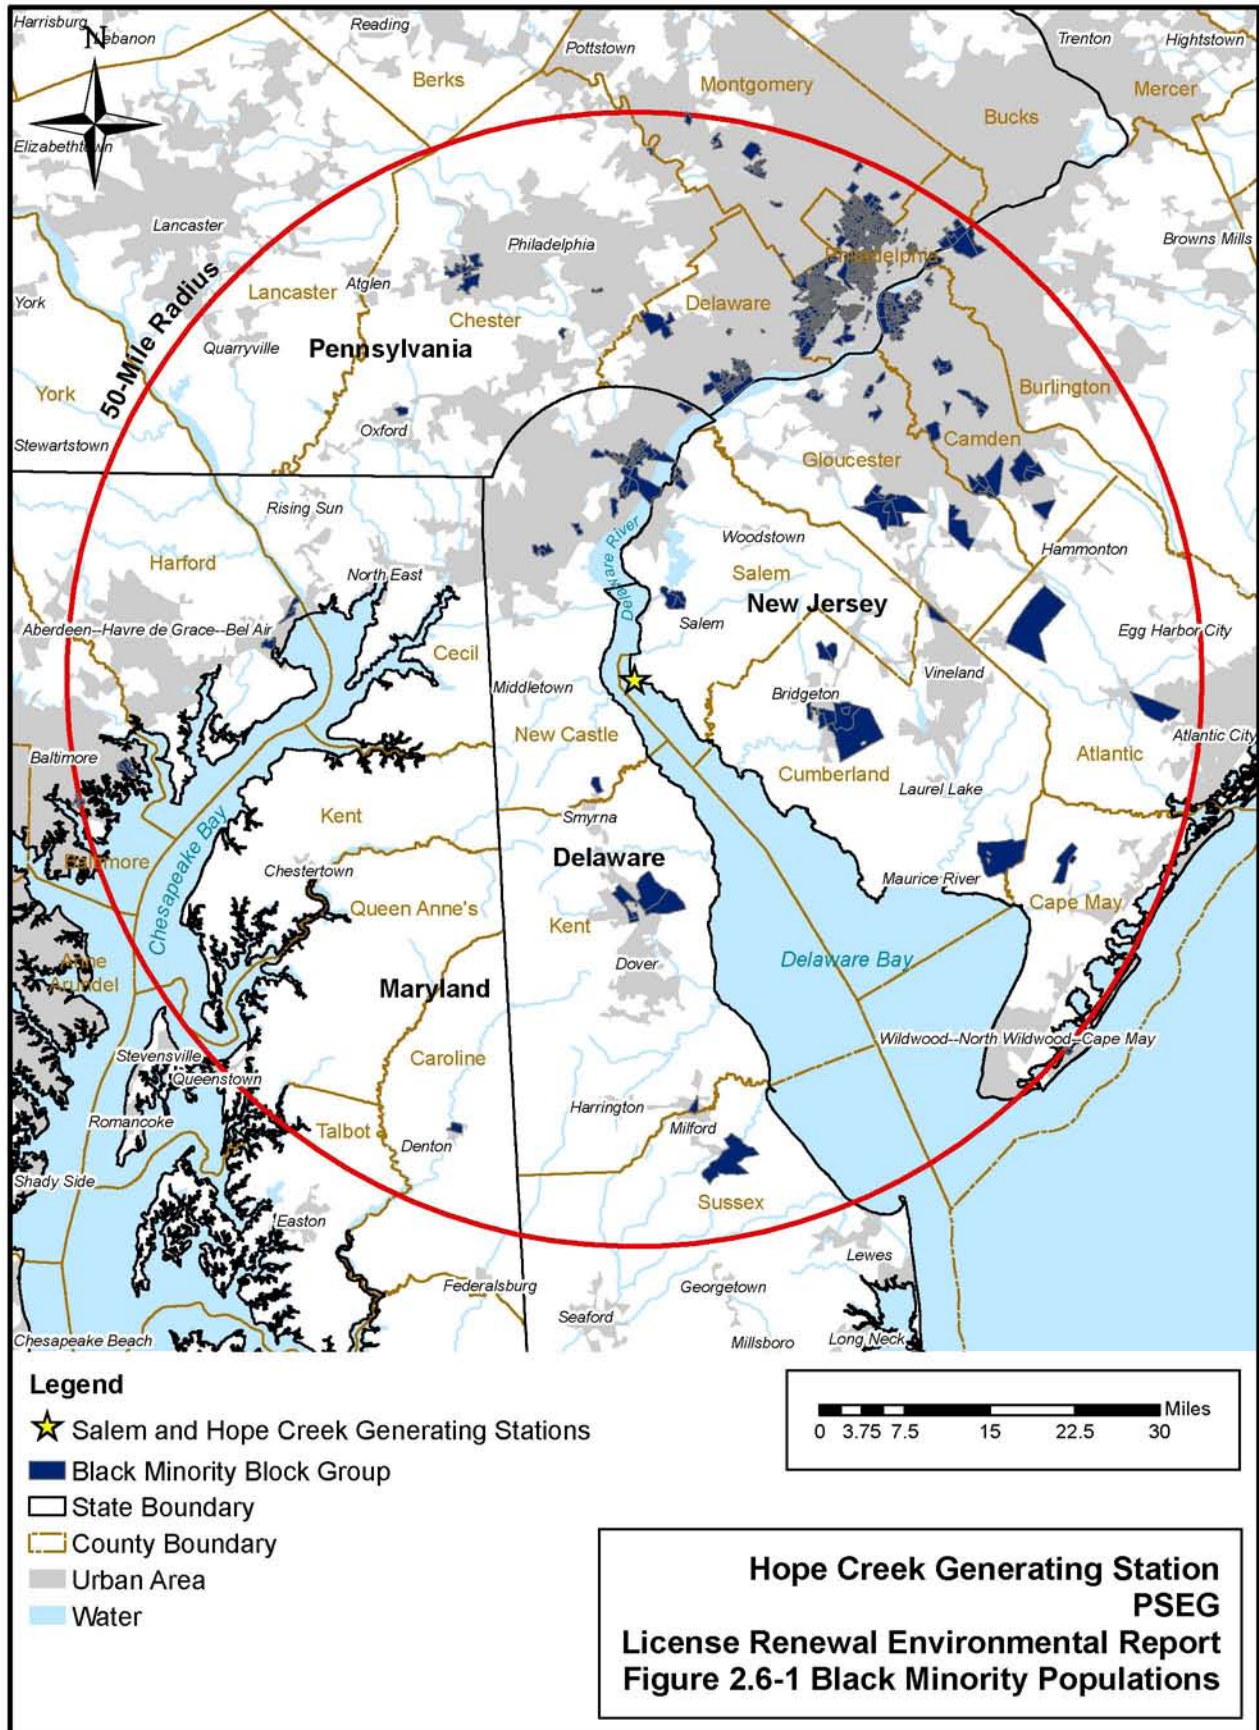 Harrisburg
Lebanon
N
Reading
Pottstown
Trenton
Hightstown
Berks
Montgomery
Mercer
Bucks
Elizabethtown
Lancaster
Philadelphia
Browns Mills
York
50-Mile Radius
Lancaster
Atglen
Chester
Delaware
Philadelphia
Quarryville
Pennsylvania
York
Burlington
Oxford
Stewartstown
Camden
Gloucester
Rising Sun
Delaware River
Woodstown
Hammonton
Harford
North East
Salem
New Jersey
Aberdeen--Havre de Grace--Bel Air
Salem
Egg Harbor City
Cecil
Middletown
Vineland
Bridgeton
New Castle
Atlantic City
Baltimore
Atlantic
Cumberland
Laurel Lake
Kent
Smyrna
Chesapeake Bay
Baltimore
Delaware
Chestertown
Maurice River
Queen Anne's
Kent
Cape May
Anne
Arundel
Dover
Delaware Bay
Maryland
Wildwood--North Wildwood--Cape May
Stevensville
Queenstown
Caroline
Harrington
Romancoke
Talbot
Denton
Milford
Shady Side
Sussex
Easton
Lewes
Federalsburg
Georgetown
Seaford
Chesapeake Beach
Millsboro
Long Neck
Legend
Salem and Hope Creek Generating Stations
Black Minority Block Group
State Boundary
County Boundary
Urban Area
Water
Miles
0 3.75 7.5 15 22.5 30
Hope Creek Generating Station
PSEG
License Renewal Environmental Report
Figure 2.6-1 Black Minority Populations